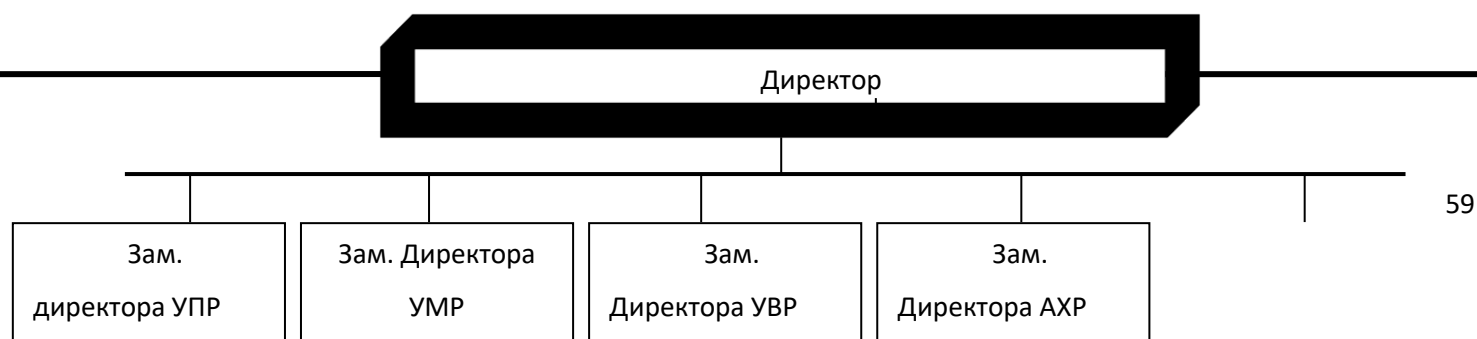 Директор
59
Зам.
директора УПР
Зам. Директора
УМР
Зам.
Директора УВР
Зам.
Директора АХР